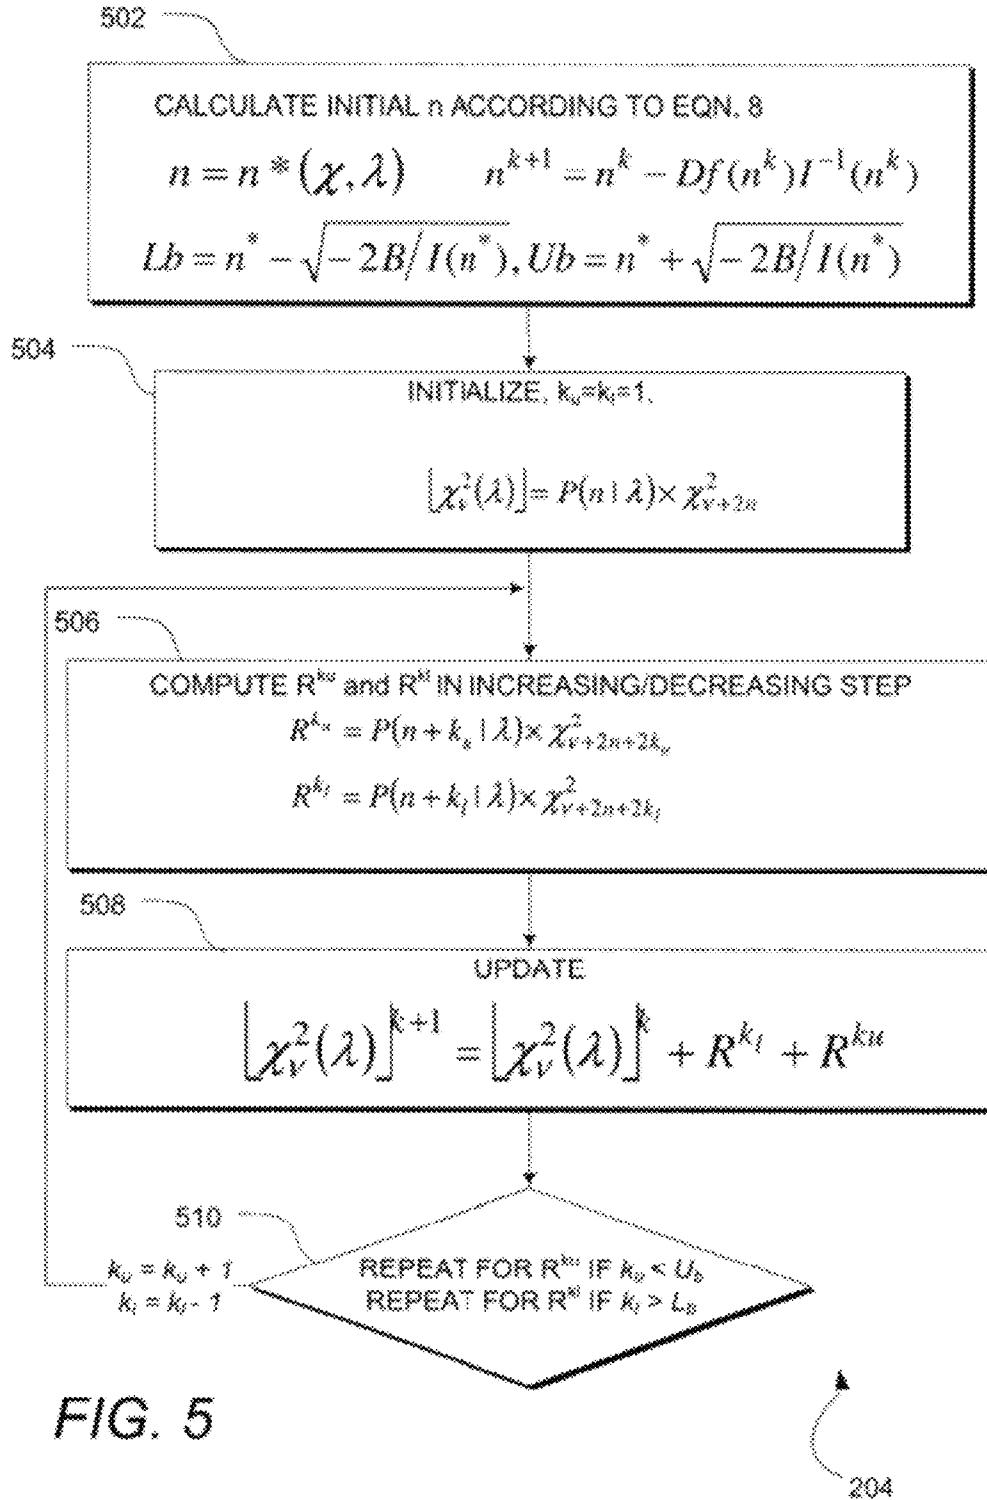 502
CALCULATE INITIAL n ACCORDING TO EQN. 8
n = n * (χ, λ)    n^{k+1} = n^k − Df(n^k)I^{−1}(n^k)
Lb = n^* − √(−2B/I(n^*)), Ub = n^* + √(−2B/I(n^*))
504
INITIALIZE, k_u=k_l=1.
⌊χ_ν^2(λ)⌋ = P(n | λ) × χ_{ν+2n}^2
506
COMPUTE R^{ku} and R^{kl} IN INCREASING/DECREASING STEP
R^{k_u} = P(n + k_u | λ) × χ_{ν+2n+2k_u}^2
R^{k_l} = P(n + k_l | λ) × χ_{ν+2n+2k_l}^2
508
UPDATE
⌊χ_ν^2(λ)⌋^{k+1} = ⌊χ_ν^2(λ)⌋^k + R^{k_l} + R^{ku}
510
k_u = k_u + 1
k_l = k_l - 1
REPEAT FOR R^{ku} IF k_u < U_b
REPEAT FOR R^{kl} IF k_l > L_B
FIG. 5
204